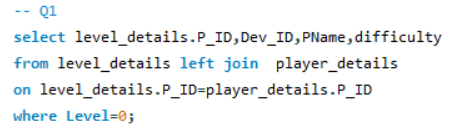 -- Q1
select level_details.P_ID,Dev_ID,PName,difficulty
from level_details left join  player_details
on level_details.P_ID=player_details.P_ID
where Level=0;